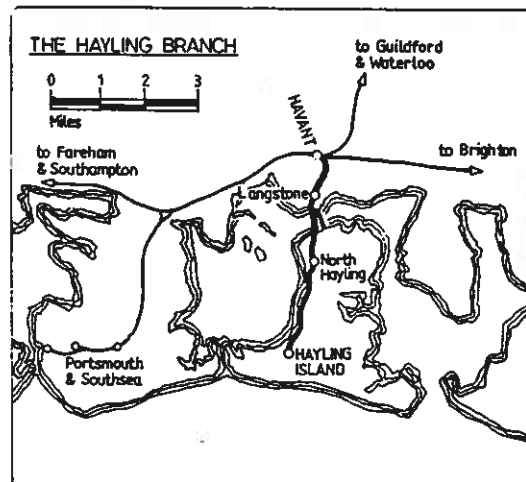 THE HAYLING BRANCH
0 1 2 3
Miles
to Guildford
& Waterloo
HAVANT
to Brighton
to Fareham
& Southampton
Langstone
North
Hayling
Portsmouth
& Southsea
HAYLING
ISLAND